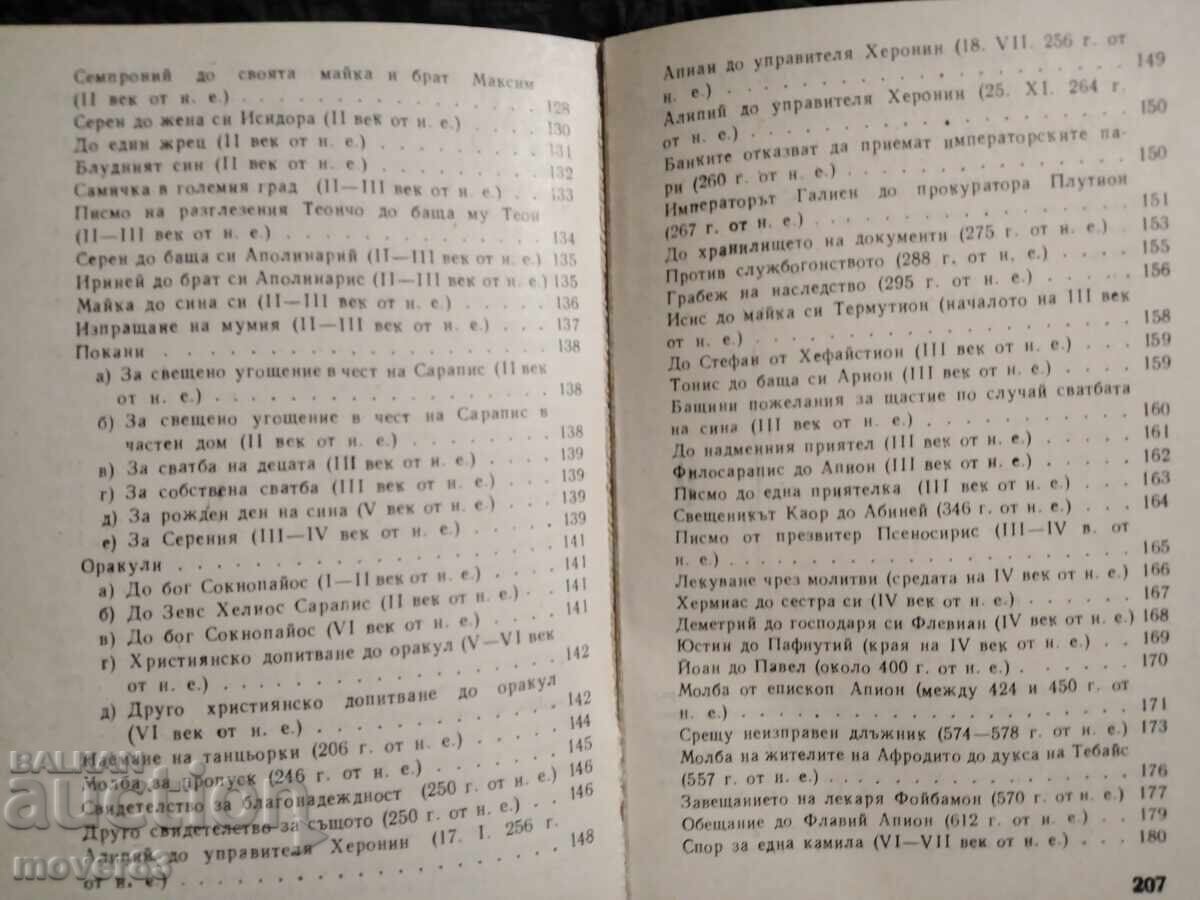 Семпроний до своята майка и брат Максим
(II век от н. е.) . . . . . . . . . . . . . . 128
Серен до жена си Исидора (II век от н. е.) . . . . 130
До един жрец (II век от н. е.) . . . . . . . . . 131
Блудният син (II век от н. е.) . . . . . . . . . 132
Самичка в големия град (II—III век от н. е.) . . . 133
Писмо на разглезения Теончо до баща му Теон
(II—III век от н. е.) . . . . . . . . . . . . . 134
Серен до баща си Аполинарий (II—III век от н. е.) 135
Ириней до брат си Аполинарис (II—III век от н. е.) 135
Майка до сина си (II—III век от н. е.) . . . . . 136
Изпращане на мумия (II—III век от н. е.) . . . 137
Покани . . . . . . . . . . . . . . . . . . . . 138
а) За свещено угощение в чест на Сарапис (II век
от н. е.) . . . . . . . . . . . . . . . . . . 138
б) За свещено угощение в чест на Сарапис в
частен дом (II век от н. е.) . . . . . . . . . 138
в) За сватба на децата (III век от н. е.) . . . . 139
г) За собствена сватба (III век от н. е.) . . . . 139
д) За рожден ден на сина (V век от н. е.) . . . 139
е) За Серения (III—IV век от н. е.) . . . . . . 139
Оракули . . . . . . . . . . . . . . . . . . . 141
а) До бог Сокнопайос (I—II век от н. е.) . . . . 141
б) До Зевс Хелиос Сарапис (II век от н. е.) . . . 141
в) До бог Сокнопайос (VI век от н. е.) . . . . . 141
г) Християнско допитване до оракул (V—VI век
от н. е.) . . . . . . . . . . . . . . . . . . 142
д) Друго християнско допитване до оракул
(VI век от н. е.) . . . . . . . . . . . . . . 142
Наемане на танцьорки (206 г. от н. е.) . . . . . 144
Молба за пропуск (246 г. от н. е.) . . . . . . . 145
Свидетелство за благонадеждност (250 г. от н. е.) . 146
Друго свидетелство за същото (250 г. от н. е.) . . . 146
Алипий до управителя Херонин (17. I. 256 г.
от н. е.) . . . . . . . . . . . . . . . . . . 148
Апиан до управителя Херонин (18. VII. 256 г. от
н. е.) . . . . . . . . . . . . . . . . . . . 149
Алипий до управителя Херонин (25. XI. 264 г.
от н. е.) . . . . . . . . . . . . . . . . . . 150
Банките отказват да приемат императорските па-
ри (260 г. от н. е.) . . . . . . . . . . . . . 150
Императорът Галиен до прокуратора Плутион
(267 г. от н. е.) . . . . . . . . . . . . . . 151
До хранилището на документи (275 г. от н. е.) . 153
Против службогонството (288 г. от н. е.) . . . . 155
Грабеж на наследство (295 г. от н. е.) . . . . . 156
Исис до майка си Термутион (началото на III век
от н. е.) . . . . . . . . . . . . . . . . . . 158
До Стефан от Хефайстион (III век от н. е.) . . . 159
Тонис до баща си Арион (III век от н. е.) . . . . 159
Бащини пожелания за щастие по случай сватбата
на сина (III век от н. е.) . . . . . . . . . . 160
До надменния приятел (III век от н. е.) . . . . . 161
Филосарапис до Апион (III век от н. е.) . . . . . 162
Писмо до една приятелка (III век от н. е.) . . . 163
Свещеникът Каор до Абиней (346 г. от н. е.) . . . 164
Писмо от презвитер Псеносирис (III—IV в. от
н. е.) . . . . . . . . . . . . . . . . . . . 165
Лекуване чрез молитви (средата на IV век от н. е.) 166
Хермиас до сестра си (IV век от н. е.) . . . . . 167
Деметрий до господаря си Флевиан (IV век от н. е.) 168
Юстин до Пафнутий (края на IV век от н. е.) . . 169
Йоан до Павел (около 400 г. от н. е.) . . . . . . 170
Молба от епископ Апион (между 424 и 450 г. от
н. е.) . . . . . . . . . . . . . . . . . . . 171
Срещу неизправен длъжник (574—578 г. от н. е.) 173
Молба на жителите на Афродито до дукса на Тебайс
(557 г. от н. е.) . . . . . . . . . . . . . . 176
Завещанието на лекаря Фойбамон (570 г. от н. е.) . 177
Обещание до Флавий Апион (612 г. от н. е.) . . . 179
Спор за една камила (VI—VII век от н. е.) . . . 180
207
BALKAN
auction
mover83